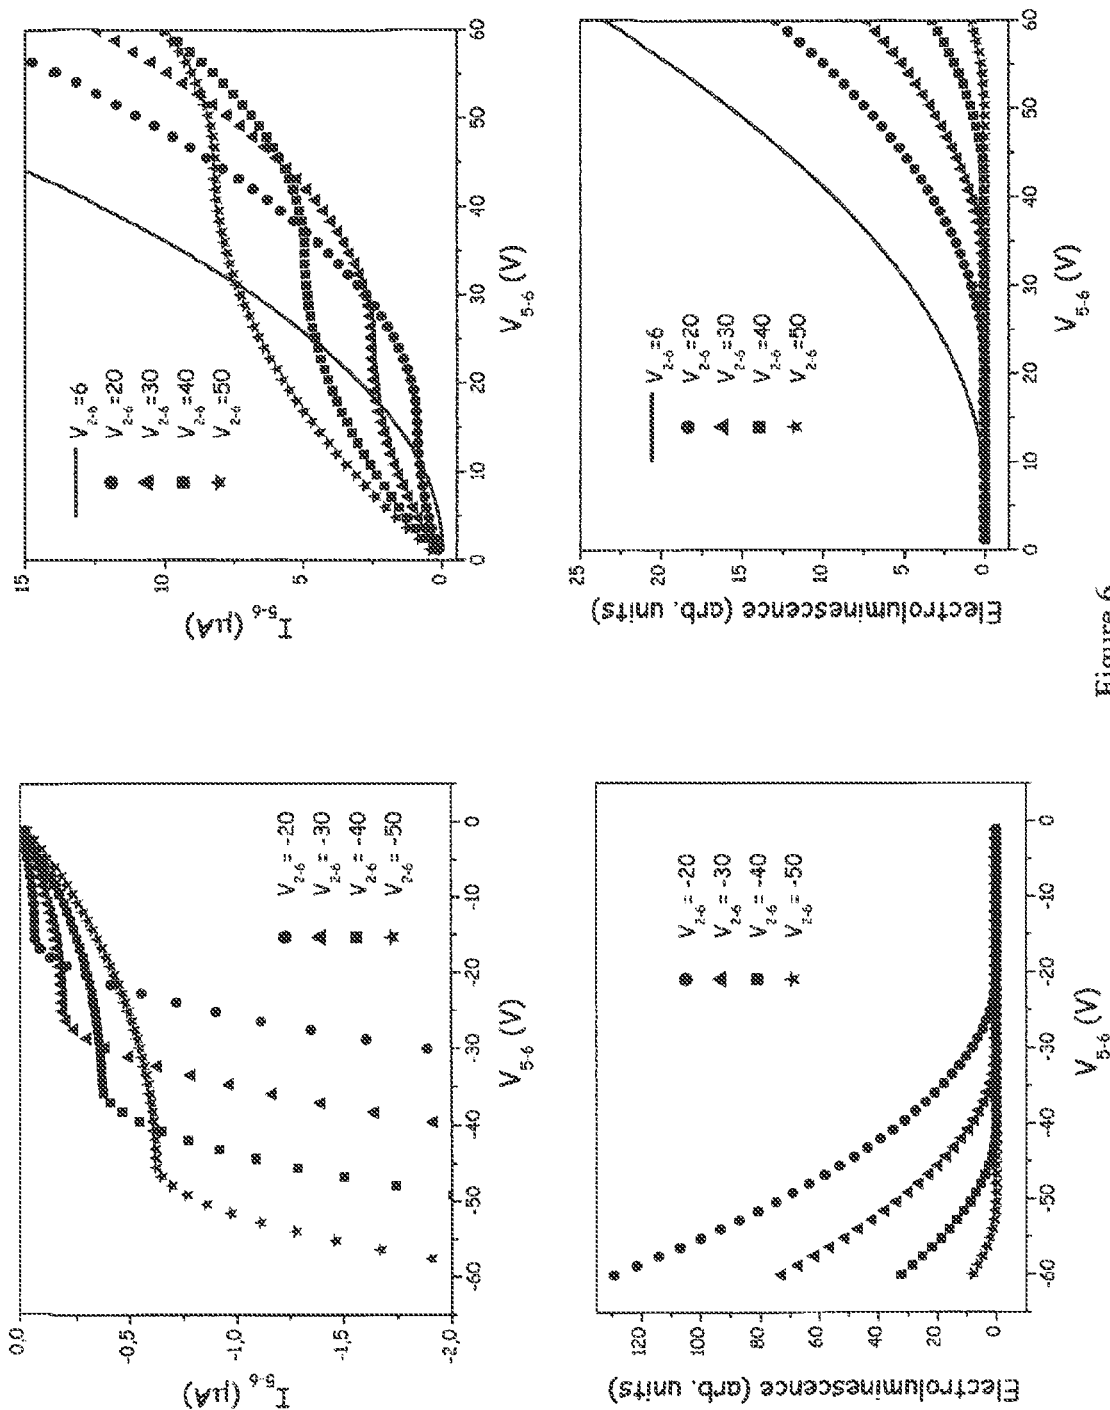 0,0
-0,5
-1,0
-1,5
-2,0
I5-6 (μA)
V2-6= -20
V2-6= -30
V2-6= -40
V2-6= -50
-60 -50 -40 -30 -20 -10 0
V5-6 (V)
15
10
5
0
I5-6 (μA)
V2-6=6
V2-6=20
V2-6=30
V2-6=40
V2-6=50
0 10 20 30 40 50 60
V5-6 (V)
120
100
80
60
40
20
0
Electroluminescence (arb. units)
V2-6= -20
V2-6= -30
V2-6= -40
V2-6= -50
-60 -50 -40 -30 -20 -10 0
V5-6 (V)
25
20
15
10
5
0
Electroluminescence (arb. units)
V2-6=6
V2-6=20
V2-6=30
V2-6=40
V2-6=50
0 10 20 30 40 50 60
V5-6 (V)
Figure 6